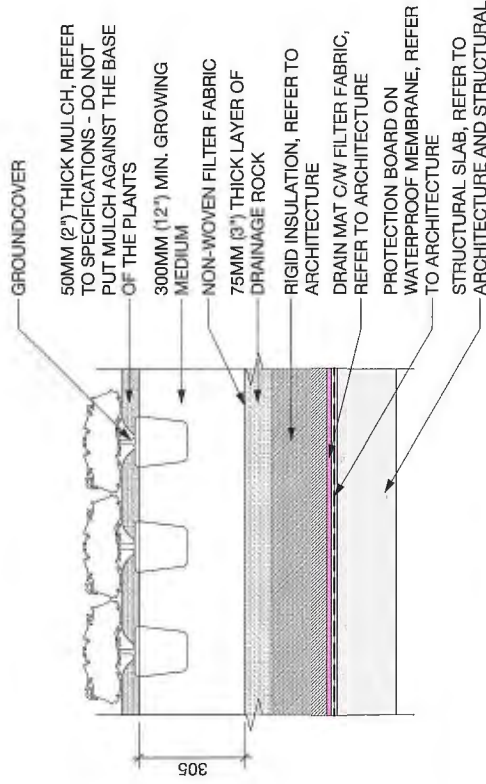 GROUNDCOVER
50MM (2") THICK MULCH, REFER
TO SPECIFICATIONS - DO NOT
PUT MULCH AGAINST THE BASE
OF THE PLANTS
300MM (12") MIN. GROWING
MEDIUM
NON-WOVEN FILTER FABRIC
75MM (3") THICK LAYER OF
DRAINAGE ROCK
RIGID INSULATION, REFER TO
ARCHITECTURE
DRAIN MAT C/W FILTER FABRIC,
REFER TO ARCHITECTURE
PROTECTION BOARD ON
WATERPROOF MEMBRANE, REFER
TO ARCHITECTURE
STRUCTURAL SLAB, REFER TO
ARCHITECTURE AND STRUCTURAL
305